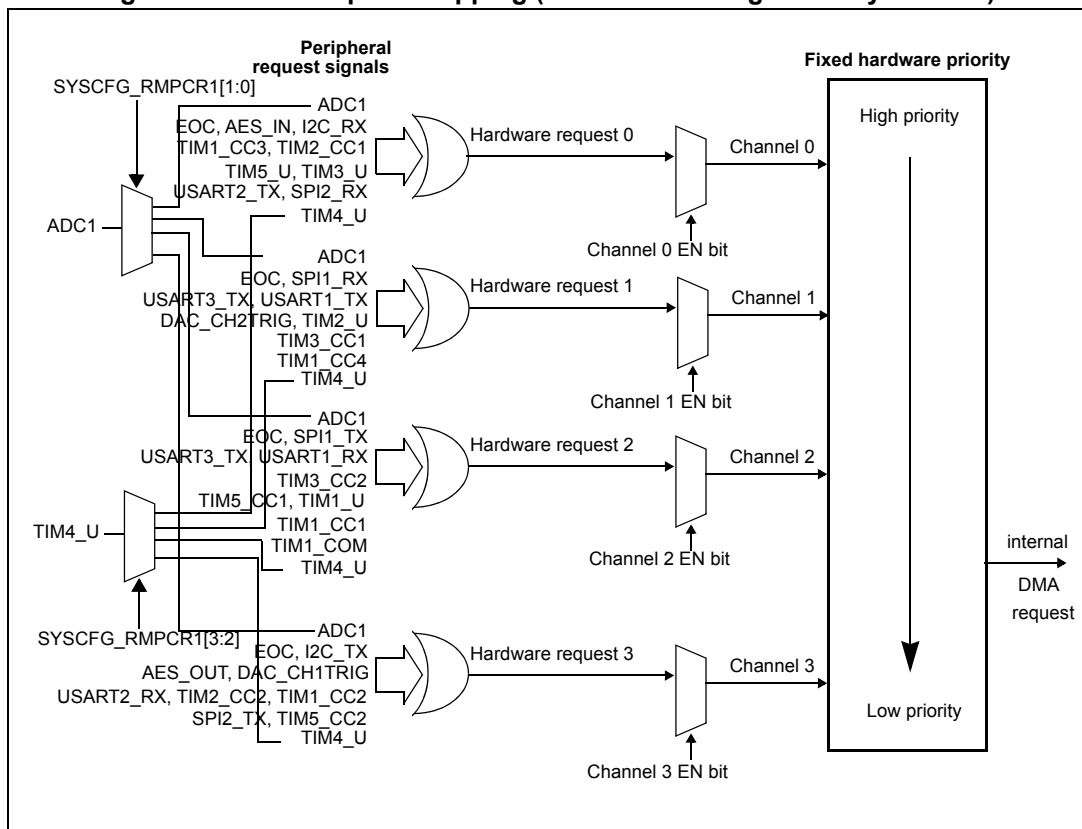 Peripheral
request signals
Fixed hardware priority
SYSCFG_RMPCR1[1:0]
ADC1
EOC, AES_IN, I2C_RX
TIM1_CC3, TIM2_CC1
TIM5_U, TIM3_U
USART2_TX, SPI2_RX
TIM4_U
Hardware request 0
Channel 0
High priority
ADC1
Channel 0 EN bit
ADC1
EOC, SPI1_RX
USART3_TX, USART1_TX
DAC_CH2TRIG, TIM2_U
TIM3_CC1
TIM1_CC4
TIM4_U
Hardware request 1
Channel 1
Channel 1 EN bit
ADC1
EOC, SPI1_TX
USART3_TX, USART1_RX
TIM3_CC2
TIM5_CC1, TIM1_U
TIM1_CC1
TIM1_COM
TIM4_U
Hardware request 2
Channel 2
TIM4_U
Channel 2 EN bit
internal
DMA
request
SYSCFG_RMPCR1[3:2]
ADC1
EOC, I2C_TX
AES_OUT, DAC_CH1TRIG
USART2_RX, TIM2_CC2, TIM1_CC2
SPI2_TX, TIM5_CC2
TIM4_U
Hardware request 3
Channel 3
Low priority
Channel 3 EN bit